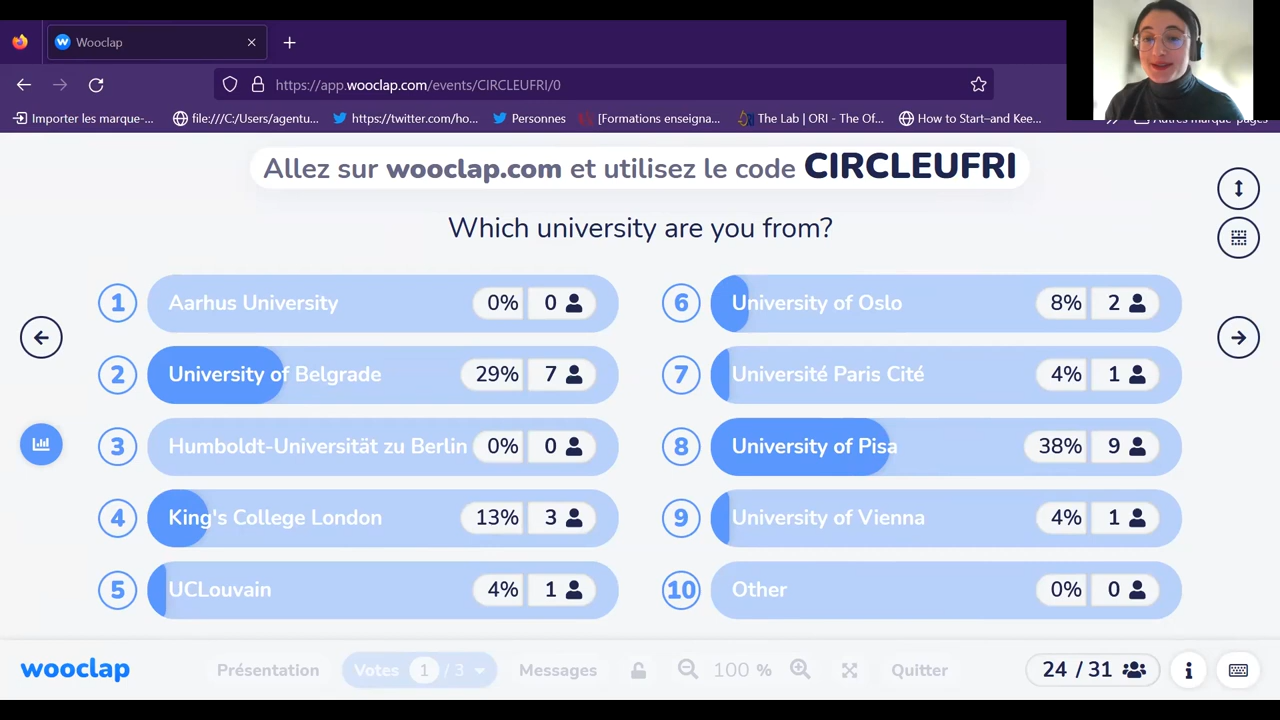 Wooclap
https://app.wooclap.com/events/CIRCLEUFRI/0
Importer les marque-...
file:///C:/Users/agentu...
https://twitter.com/ho...
Personnes
[Formations enseigna...
The Lab | ORI - The Of...
How to Start–and Kee...
Autres marque-pages
Allez sur wooclap.com et utilisez le code CIRCLEUFRI
Which university are you from?
1 Aarhus University 0% 0
2 University of Belgrade 29% 7
3 Humboldt-Universität zu Berlin 0% 0
4 King's College London 13% 3
5 UCLouvain 4% 1
6 University of Oslo 8% 2
7 Université Paris Cité 4% 1
8 University of Pisa 38% 9
9 University of Vienna 4% 1
10 Other 0% 0
wooclap
Présentation
Votes 1 / 3
Messages
100 %
Quitter
24 / 31